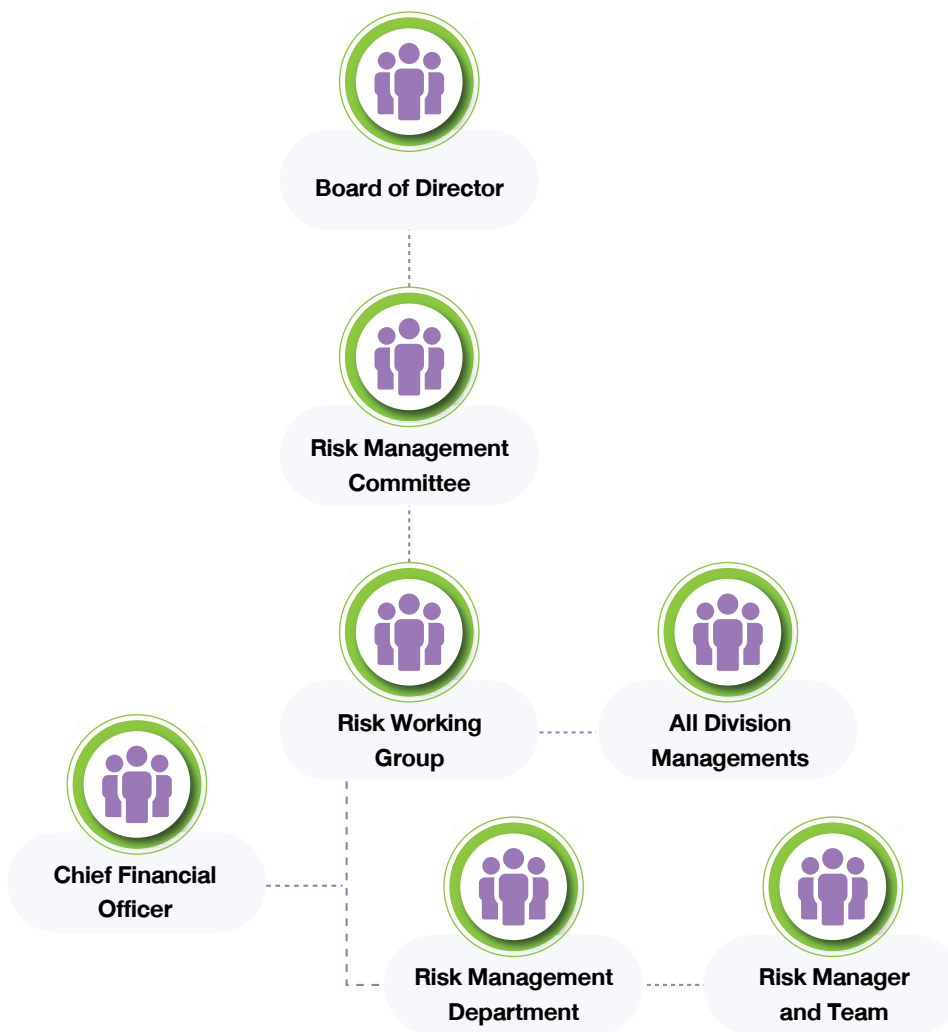 Board of Director
Risk Management
Committee
Risk Working
Group
All Division
Managements
Chief Financial
Officer
Risk Management
Department
Risk Manager
and Team